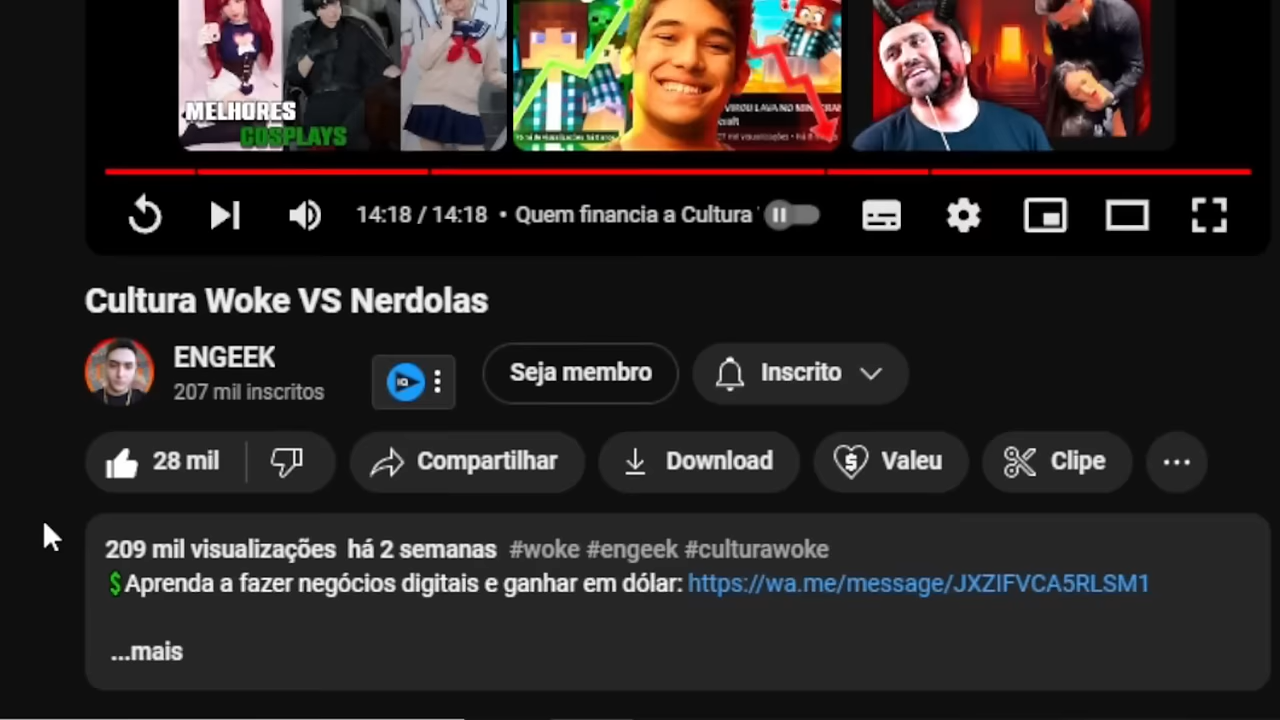 MELHORES
COSPLAYS
14:18 / 14:18 • Quem financia a Cultura
Cultura Woke VS Nerdolas
ENGEEK
207 mil inscritos
Seja membro
Inscrito
28 mil
Compartilhar
Download
Valeu
Clipe
209 mil visualizações há 2 semanas #woke #engeek #culturawoke
$Aprenda a fazer negócios digitais e ganhar em dólar: https://wa.me/message/JXZIFVCA5RLSM1
...mais